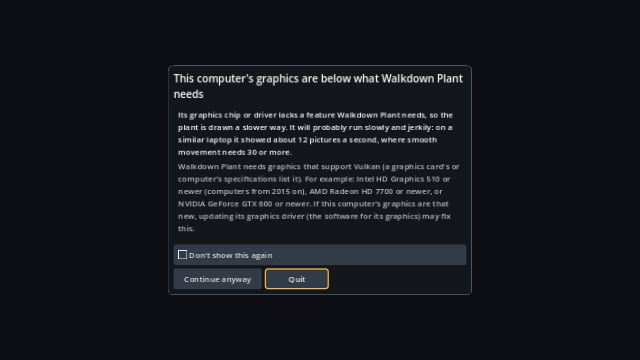 This computer's graphics are below what Walkdown Plant
needs
Its graphics chip or driver lacks a feature Walkdown Plant needs, so the
plant is drawn a slower way. It will probably run slowly and jerkily: on a
similar laptop it showed about 12 pictures a second, where smooth
movement needs 30 or more.
Walkdown Plant needs graphics that support Vulkan (a graphics card's or
computer's specifications list it). For example: Intel HD Graphics 510 or
newer (computers from 2015 on), AMD Radeon HD 7700 or newer, or
NVIDIA GeForce GTX 600 or newer. If this computer's graphics are that
new, updating its graphics driver (the software for its graphics) may fix
this.
Don't show this again
Continue anyway
Quit